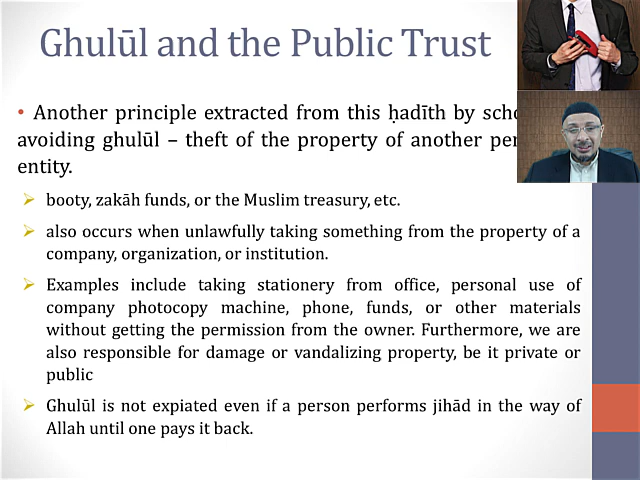 Ghulūl and the Public Trust
• Another principle extracted from this ḥadīth by
avoiding ghulūl – theft of the property of another
entity.
booty, zakāh funds, or the Muslim treasury, etc.
also occurs when unlawfully taking something from the property of a
company, organization, or institution.
Examples include taking stationery from office, personal use of
company photocopy machine, phone, funds, or other materials
without getting the permission from the owner. Furthermore, we are
also responsible for damage or vandalizing property, be it private or
public
Ghulūl is not expiated even if a person performs jihād in the way of
Allah until one pays it back.